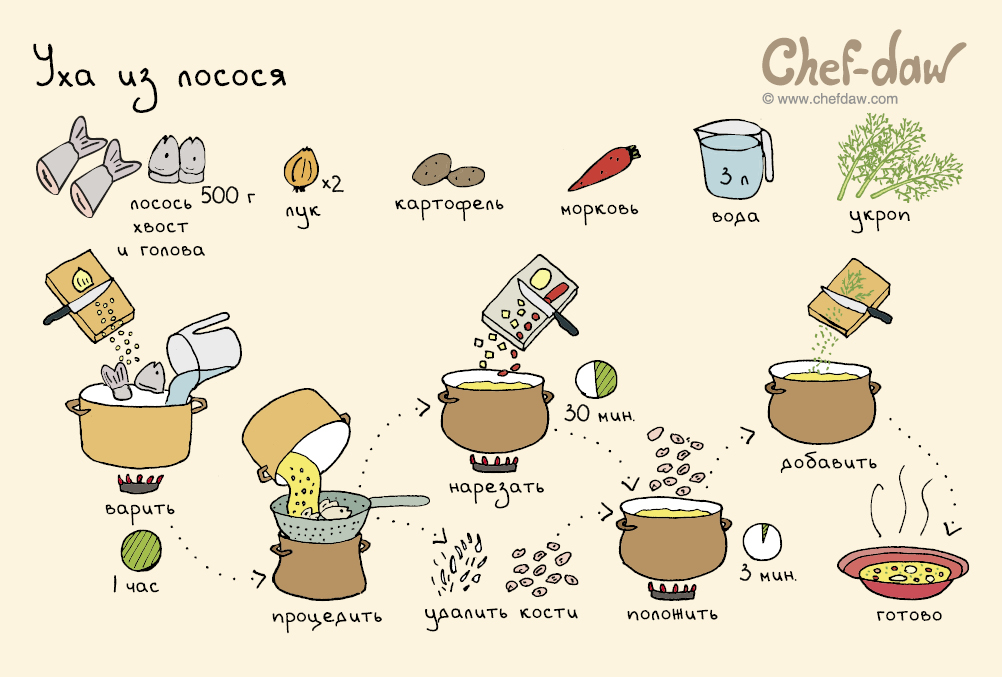 Уха из лосося
Chef-daw
© www.chefdaw.com
лосось
500 г
хвост
и голова
лук
x2
картофель
морковь
3 л
вода
укроп
варить
1 час
процедить
удалить кости
нарезать
30 мин.
положить
3 мин.
добавить
готово